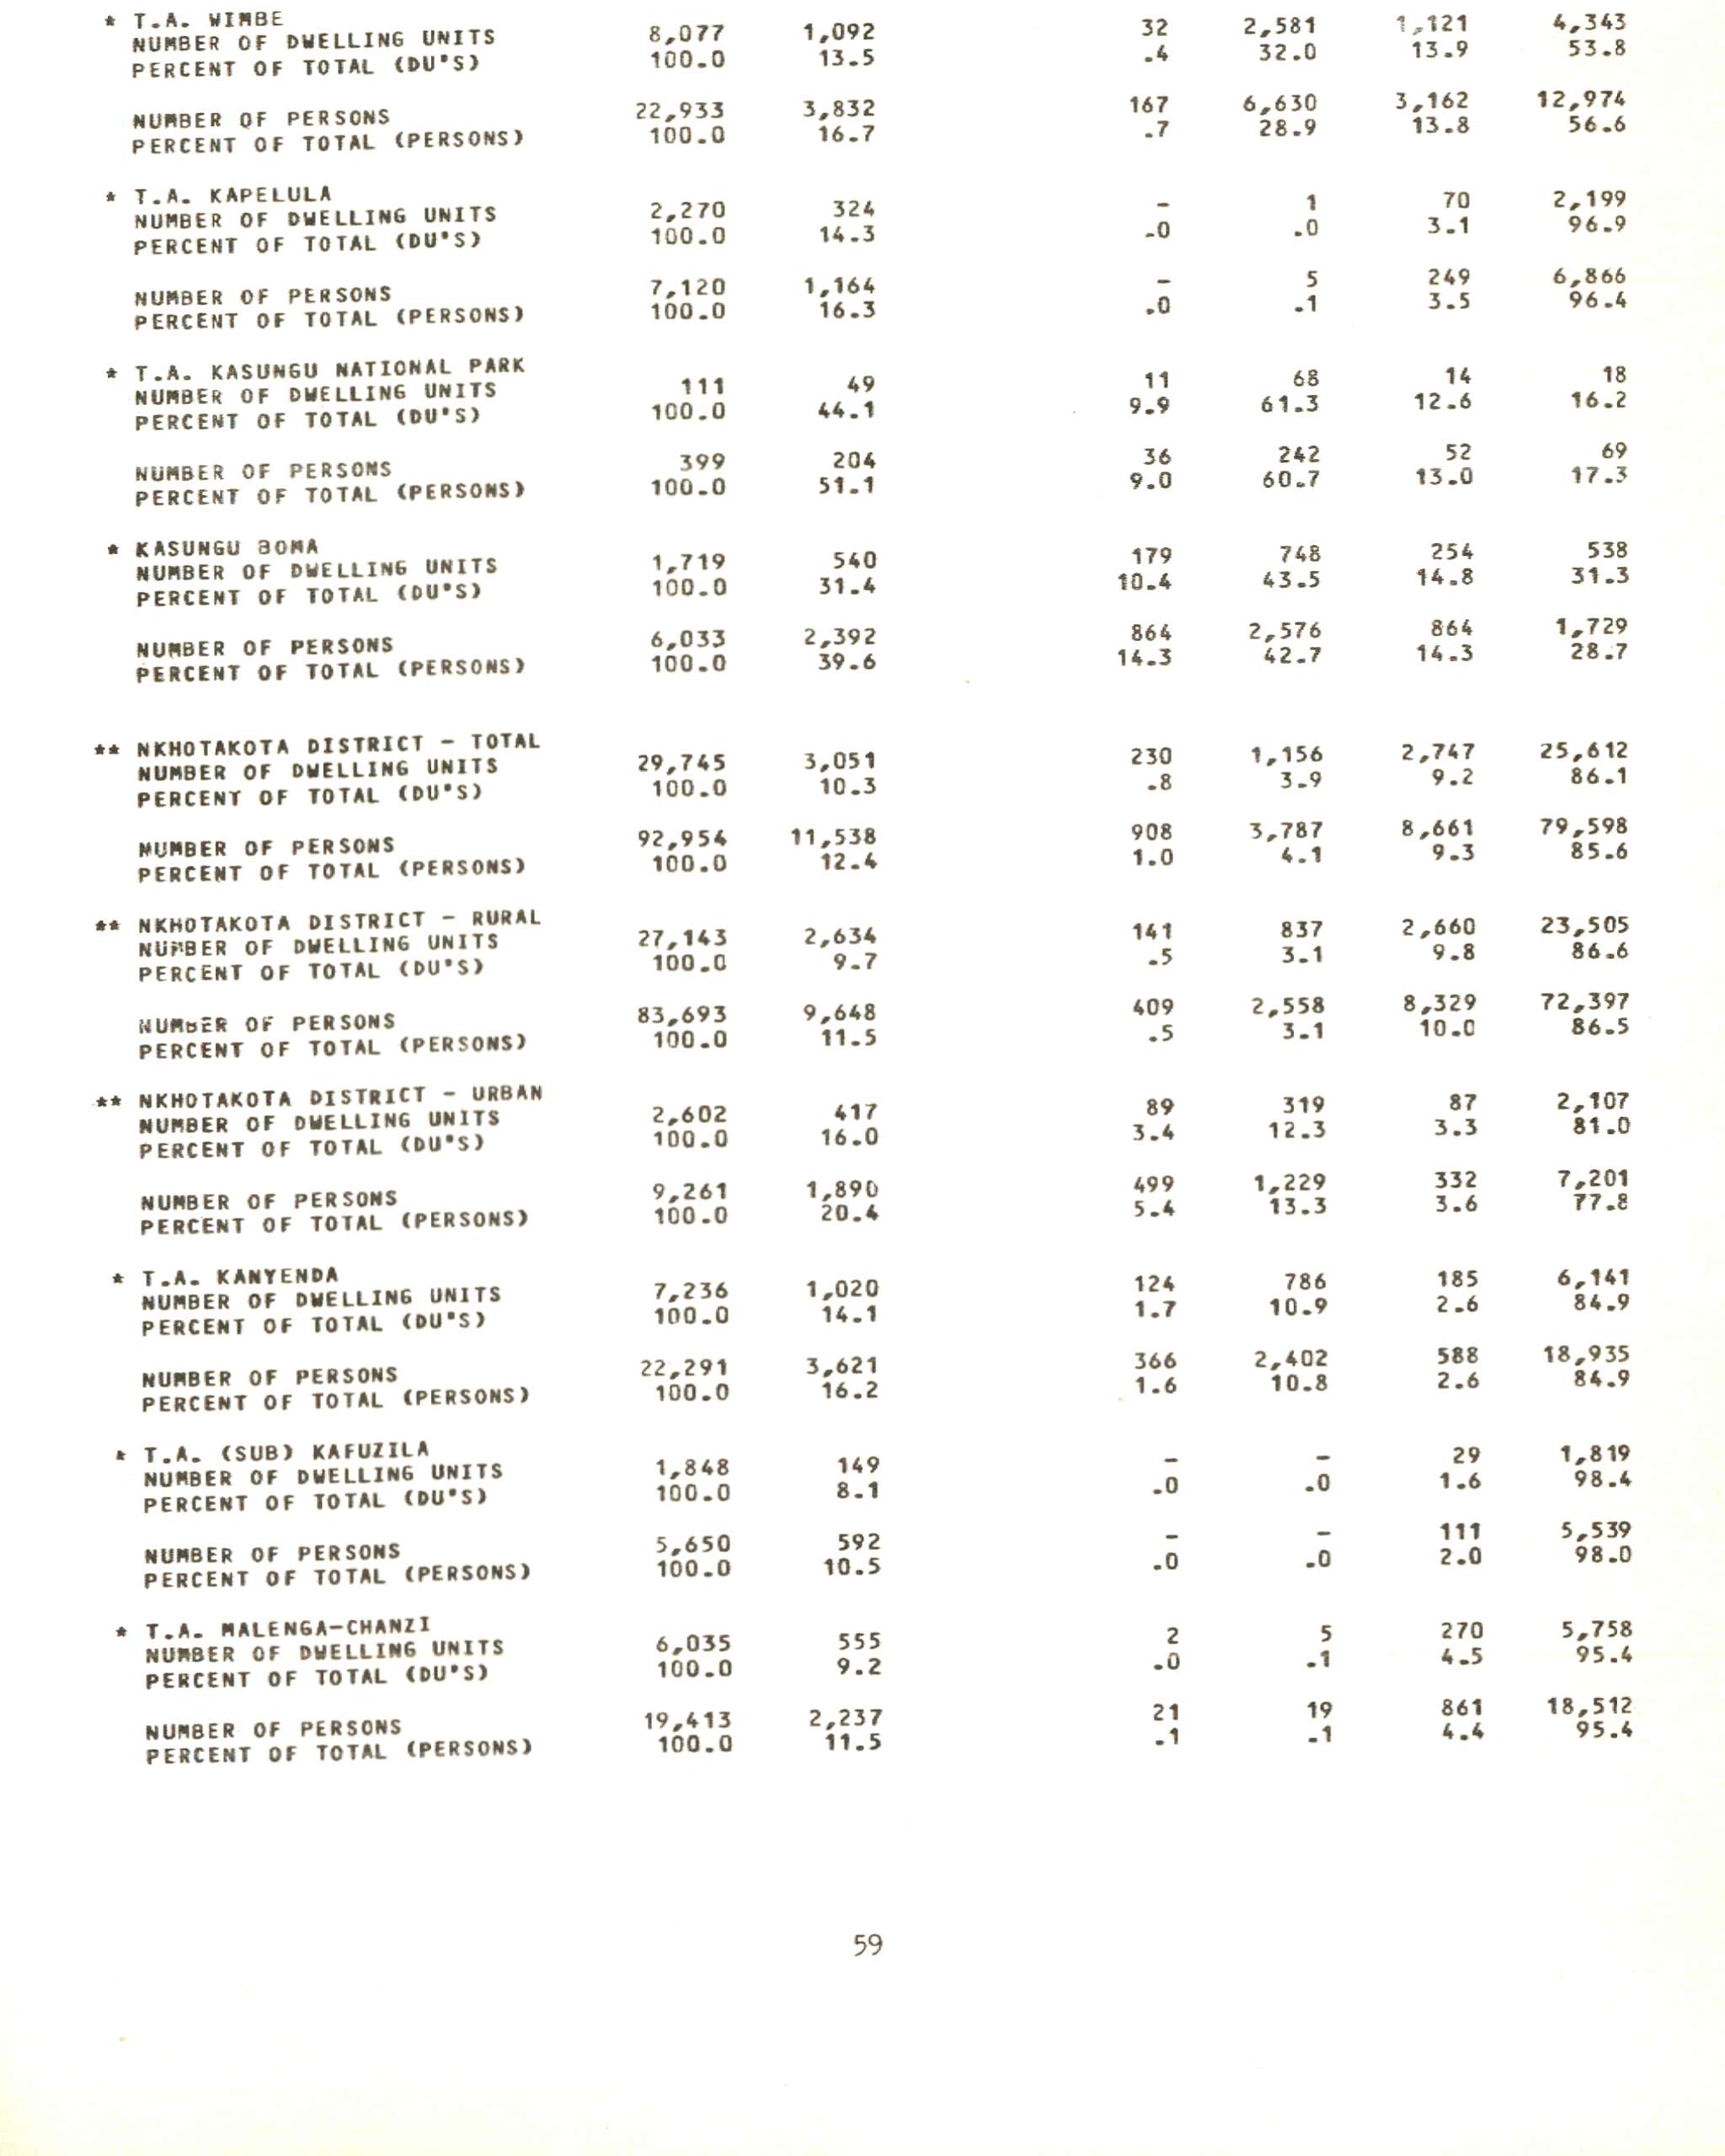 * T.A. WIMBE
NUMBER OF DWELLING UNITS 8,077 1,092 32 2,581 1,121 4,343
PERCENT OF TOTAL (DU'S) 100.0 13.5 .4 32.0 13.9 53.8
NUMBER OF PERSONS 22,933 3,832 167 6,630 3,162 12,974
PERCENT OF TOTAL (PERSONS) 100.0 16.7 .7 28.9 13.8 56.6
* T.A. KAPELULA
NUMBER OF DWELLING UNITS 2,270 324 - 1 70 2,199
PERCENT OF TOTAL (DU'S) 100.0 14.3 .0 .0 3.1 96.9
NUMBER OF PERSONS 7,120 1,164 - 5 249 6,866
PERCENT OF TOTAL (PERSONS) 100.0 16.3 .0 .1 3.5 96.4
* T.A. KASUNGU NATIONAL PARK
NUMBER OF DWELLING UNITS 111 49 11 68 14 18
PERCENT OF TOTAL (DU'S) 100.0 44.1 9.9 61.3 12.6 16.2
NUMBER OF PERSONS 399 204 36 242 52 69
PERCENT OF TOTAL (PERSONS) 100.0 51.1 9.0 60.7 13.0 17.3
* KASUNGU BOMA
NUMBER OF DWELLING UNITS 1,719 540 179 748 254 538
PERCENT OF TOTAL (DU'S) 100.0 31.4 10.4 43.5 14.8 31.3
NUMBER OF PERSONS 6,033 2,392 864 2,576 864 1,729
PERCENT OF TOTAL (PERSONS) 100.0 39.6 14.3 42.7 14.3 28.7
** NKHOTAKOTA DISTRICT - TOTAL
NUMBER OF DWELLING UNITS 29,745 3,051 230 1,156 2,747 25,612
PERCENT OF TOTAL (DU'S) 100.0 10.3 .8 3.9 9.2 86.1
NUMBER OF PERSONS 92,954 11,538 908 3,787 8,661 79,598
PERCENT OF TOTAL (PERSONS) 100.0 12.4 1.0 4.1 9.3 85.6
** NKHOTAKOTA DISTRICT - RURAL
NUMBER OF DWELLING UNITS 27,143 2,634 141 837 2,660 23,505
PERCENT OF TOTAL (DU'S) 100.0 9.7 .5 3.1 9.8 86.6
NUMBER OF PERSONS 83,693 9,648 409 2,558 8,329 72,397
PERCENT OF TOTAL (PERSONS) 100.0 11.5 .5 3.1 10.0 86.5
** NKHOTAKOTA DISTRICT - URBAN
NUMBER OF DWELLING UNITS 2,602 417 89 319 87 2,107
PERCENT OF TOTAL (DU'S) 100.0 16.0 3.4 12.3 3.3 81.0
NUMBER OF PERSONS 9,261 1,890 499 1,229 332 7,201
PERCENT OF TOTAL (PERSONS) 100.0 20.4 5.4 13.3 3.6 77.8
* T.A. KANYENDA
NUMBER OF DWELLING UNITS 7,236 1,020 124 786 185 6,141
PERCENT OF TOTAL (DU'S) 100.0 14.1 1.7 10.9 2.6 84.9
NUMBER OF PERSONS 22,291 3,621 366 2,402 588 18,935
PERCENT OF TOTAL (PERSONS) 100.0 16.2 1.6 10.8 2.6 84.9
* T.A. (SUB) KAFUZILA
NUMBER OF DWELLING UNITS 1,848 149 - - 29 1,819
PERCENT OF TOTAL (DU'S) 100.0 8.1 .0 .0 1.6 98.4
NUMBER OF PERSONS 5,650 592 - - 111 5,539
PERCENT OF TOTAL (PERSONS) 100.0 10.5 .0 .0 2.0 98.0
* T.A. MALENGA-CHANZI
NUMBER OF DWELLING UNITS 6,035 555 2 5 270 5,758
PERCENT OF TOTAL (DU'S) 100.0 9.2 .0 .1 4.5 95.4
NUMBER OF PERSONS 19,413 2,237 21 19 861 18,512
PERCENT OF TOTAL (PERSONS) 100.0 11.5 .1 .1 4.4 95.4
59